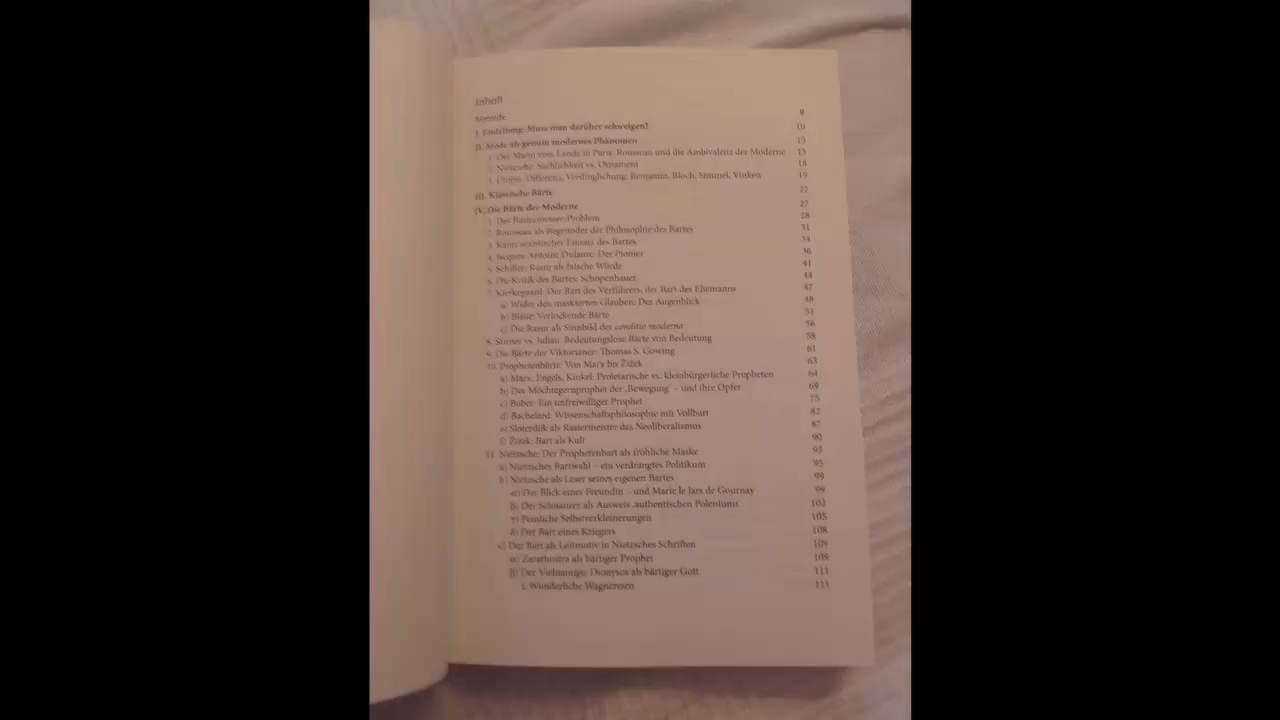 Inhalt
Vorrede 9
I. Einleitung: Muss man darüber schweigen? 10
II. Mode als genuin modernes Phänomen 13
1. Der Mann vom Lande in Paris: Rousseau und die Ambivalenz der Moderne 15
2. Nietzsche: Sachlichkeit vs. Ornament 18
3. Utopie, Differenz, Verdinglichung: Benjamin, Bloch, Simmel, Vinken 19
III. Klassische Bärte 22
IV. Die Bärte der Moderne 27
1. Das Rasiermesser-Problem 28
2. Rousseau als Begründer der Philosophie des Bartes 31
3. Kants sexistischer Einsatz des Bartes 34
4. Jacques-Antoine Dulaure: Der Pionier 36
5. Schiller: Rasur als falsche Würde 41
6. Die Kritik des Bartes: Schopenhauer 44
7. Kierkegaard: Der Bart des Verführers, der Bart des Ehemanns 47
a) Wider den maskierten Glauben: Der Augenblick 48
b) Blaue: Verlockende Bärte 51
c) Die Rasur als Sinnbild der conditio moderna 56
8. Stirner vs. Julian: Bedeutungslose Bärte von Bedeutung 58
9. Die Bärte der Viktorianer: Thomas S. Gowing 61
10. Prophetenbärte: Von Marx bis Žižek 63
a) Marx, Engels, Kinkel: Proletarische vs. kleinbürgerliche Propheten 64
b) Der Möchtegernprophet der ‚Bewegung‘ – und ihre Opfer 69
c) Buber: Ein unfreiwilliger Prophet 75
d) Bachelard: Wissenschaftsphilosophie mit Vollbart 82
e) Sloterdijk als Rasiermeister des Neoliberalismus 87
f) Žižek: Bart als Kult 90
11. Nietzsche: Der Prophetenbart als fröhliche Maske 93
a) Nietzsches Bartwahl – ein verdrängtes Politikum 95
b) Nietzsche als Leser seines eigenen Bartes 99
α) Der Blick einer Freundin – und Marie le Jars de Gournay 99
β) Der Schnauzer als Ausweis ‚authentischen Polentums‘ 102
γ) Peinliche Selbstverkleinerungen 105
δ) Der Bart eines Kriegers 108
c) Der Bart als Leitmotiv in Nietzsches Schriften 109
α) Zarathustra als bärtiger Prophet 109
β) Der Vielnamige: Dionysos als bärtiger Gott 111
i. Wunderliche Wagnereien 111